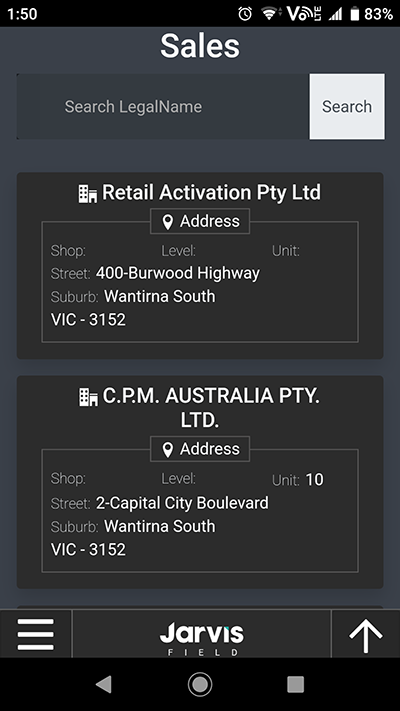 1:50 VoLTE 83%
Sales
Search LegalName Search
Retail Activation Pty Ltd
Address
Shop: Level: Unit:
Street: 400-Burwood Highway
Suburb: Wantirna South
VIC - 3152
C.P.M. AUSTRALIA PTY.
LTD.
Address
Shop: Level: Unit: 10
Street: 2-Capital City Boulevard
Suburb: Wantirna South
VIC - 3152
Jarvis
FIELD